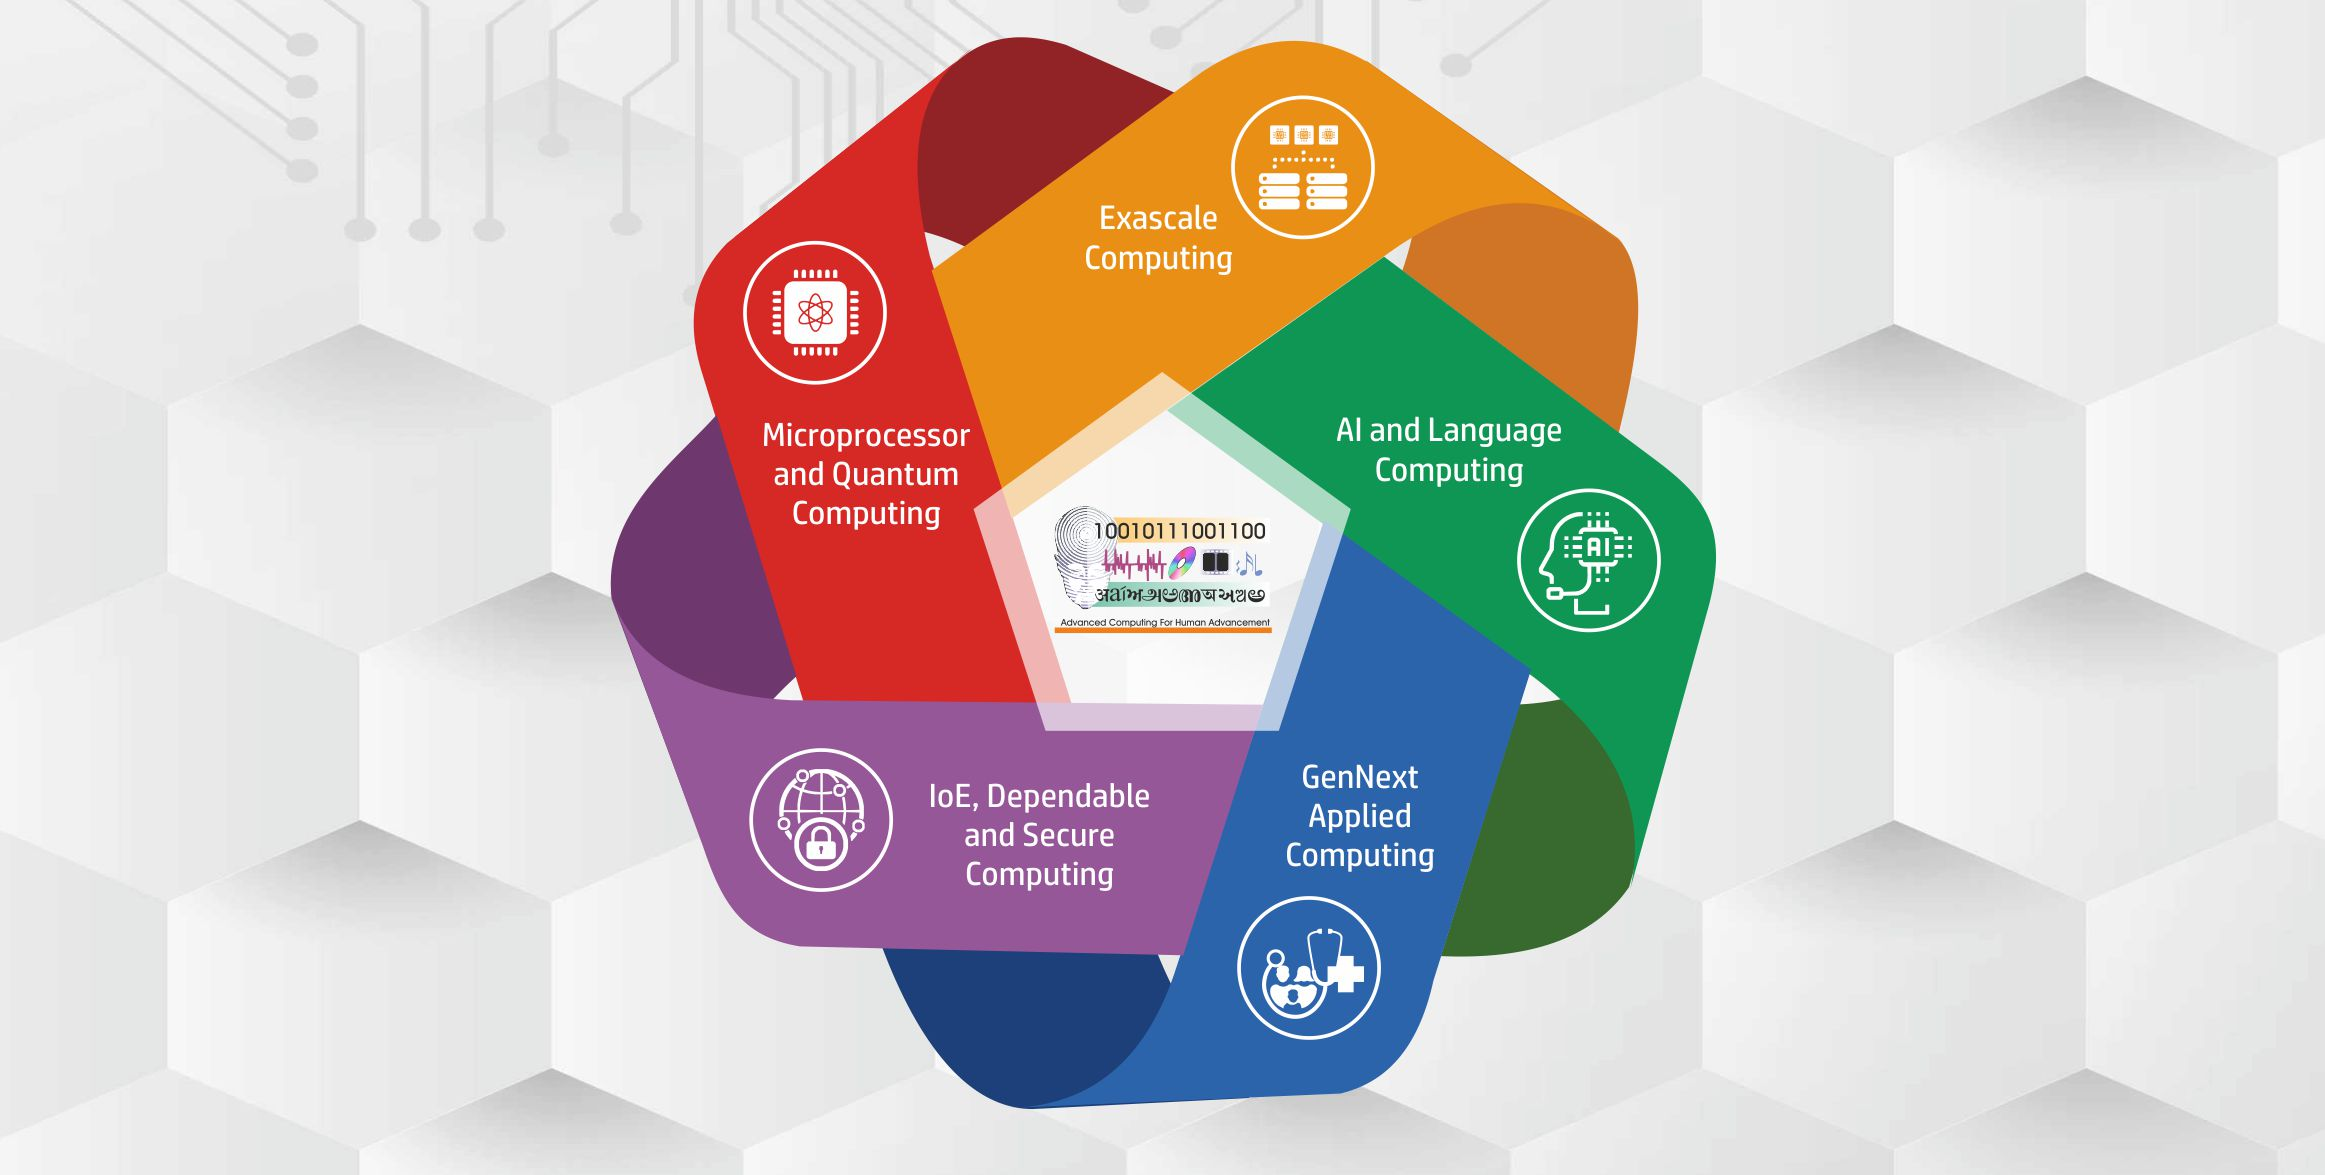 Exascale
Computing
AI and Language
Computing
AI
Microprocessor
and Quantum
Computing
10010111001100
Advanced Computing For Human Advancement
IoE, Dependable
and Secure
Computing
GenNext
Applied
Computing